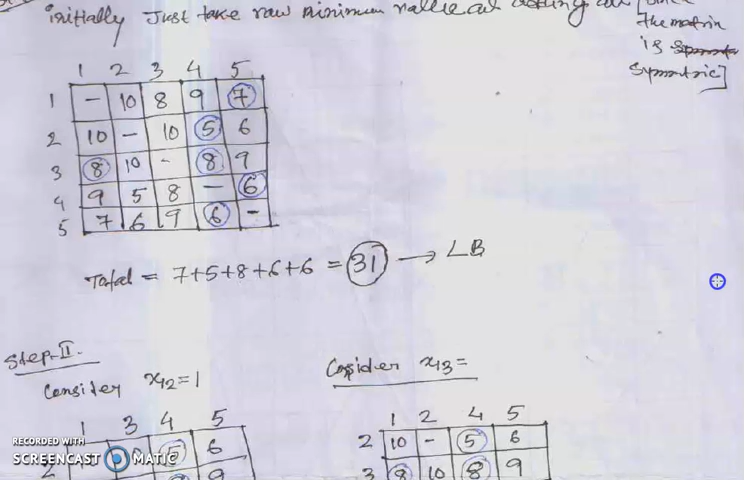 initially Just take raw minimum value at
the matrix
is
symmetric]
1 2 3 4 5
1 - 10 8 9 7
2 10 - 10 5 6
3 8 10 - 8 9
4 9 5 8 - 6
5 7 6 9 6 -
Total = 7+5+8+6+6 = 31 → LB
Step-II.
Consider x12=1
Consider x13=
1 3 4 5
5 6
2
9
1 2 4 5
2 10 - 5 6
3 8 10 8 9
RECORDED WITH
SCREENCAST MATIC